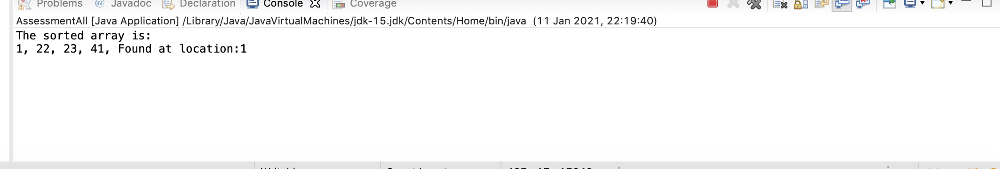 Problems @ Javadoc Declaration Console Coverage
AssessmentAll [Java Application] /Library/Java/JavaVirtualMachines/jdk-15.jdk/Contents/Home/bin/java (11 Jan 2021, 22:19:40)
The sorted array is:
1, 22, 23, 41, Found at location:1